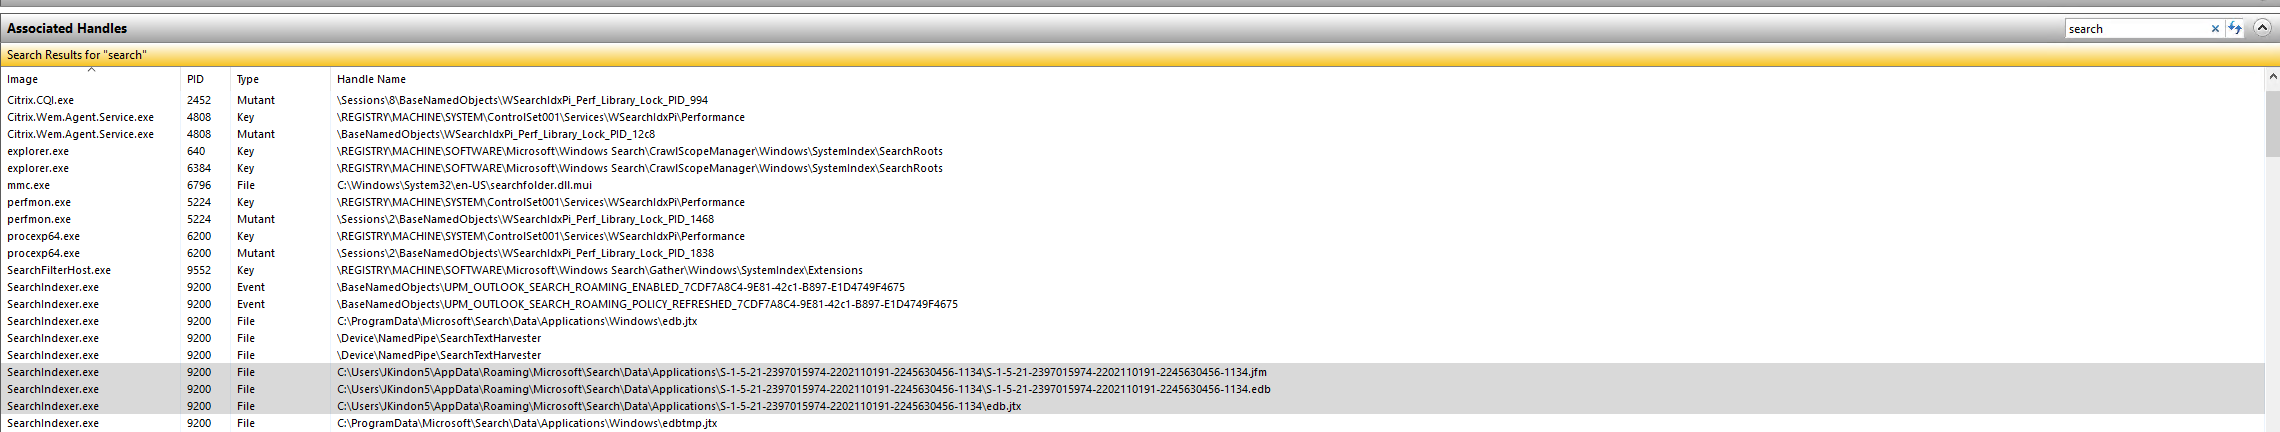 Associated Handles search
Search Results for "search"
Image PID Type Handle Name
Citrix.CQI.exe 2452 Mutant \Sessions\8\BaseNamedObjects\WSearchIdxPi_Perf_Library_Lock_PID_994
Citrix.Wem.Agent.Service.exe 4808 Key \REGISTRY\MACHINE\SYSTEM\ControlSet001\Services\WSearchIdxPi\Performance
Citrix.Wem.Agent.Service.exe 4808 Mutant \BaseNamedObjects\WSearchIdxPi_Perf_Library_Lock_PID_12c8
explorer.exe 640 Key \REGISTRY\MACHINE\SOFTWARE\Microsoft\Windows Search\CrawlScopeManager\Windows\SystemIndex\SearchRoots
explorer.exe 6384 Key \REGISTRY\MACHINE\SOFTWARE\Microsoft\Windows Search\CrawlScopeManager\Windows\SystemIndex\SearchRoots
mmc.exe 6796 File C:\Windows\System32\en-US\searchfolder.dll.mui
perfmon.exe 5224 Key \REGISTRY\MACHINE\SYSTEM\ControlSet001\Services\WSearchIdxPi\Performance
perfmon.exe 5224 Mutant \Sessions\2\BaseNamedObjects\WSearchIdxPi_Perf_Library_Lock_PID_1468
procexp64.exe 6200 Key \REGISTRY\MACHINE\SYSTEM\ControlSet001\Services\WSearchIdxPi\Performance
procexp64.exe 6200 Mutant \Sessions\2\BaseNamedObjects\WSearchIdxPi_Perf_Library_Lock_PID_1838
SearchFilterHost.exe 9552 Key \REGISTRY\MACHINE\SOFTWARE\Microsoft\Windows Search\Gather\Windows\SystemIndex\Extensions
SearchIndexer.exe 9200 Event \BaseNamedObjects\UPM_OUTLOOK_SEARCH_ROAMING_ENABLED_7CDF7A8C4-9E81-42c1-B897-E1D4749F4675
SearchIndexer.exe 9200 Event \BaseNamedObjects\UPM_OUTLOOK_SEARCH_ROAMING_POLICY_REFRESHED_7CDF7A8C4-9E81-42c1-B897-E1D4749F4675
SearchIndexer.exe 9200 File C:\ProgramData\Microsoft\Search\Data\Applications\Windows\edb.jtx
SearchIndexer.exe 9200 File \Device\NamedPipe\SearchTextHarvester
SearchIndexer.exe 9200 File \Device\NamedPipe\SearchTextHarvester
SearchIndexer.exe 9200 File C:\Users\JKindon5\AppData\Roaming\Microsoft\Search\Data\Applications\S-1-5-21-2397015974-2202110191-2245630456-1134\S-1-5-21-2397015974-2202110191-2245630456-1134.jfm
SearchIndexer.exe 9200 File C:\Users\JKindon5\AppData\Roaming\Microsoft\Search\Data\Applications\S-1-5-21-2397015974-2202110191-2245630456-1134\S-1-5-21-2397015974-2202110191-2245630456-1134.edb
SearchIndexer.exe 9200 File C:\Users\JKindon5\AppData\Roaming\Microsoft\Search\Data\Applications\S-1-5-21-2397015974-2202110191-2245630456-1134\edb.jtx
SearchIndexer.exe 9200 File C:\ProgramData\Microsoft\Search\Data\Applications\Windows\edbtmp.jtx